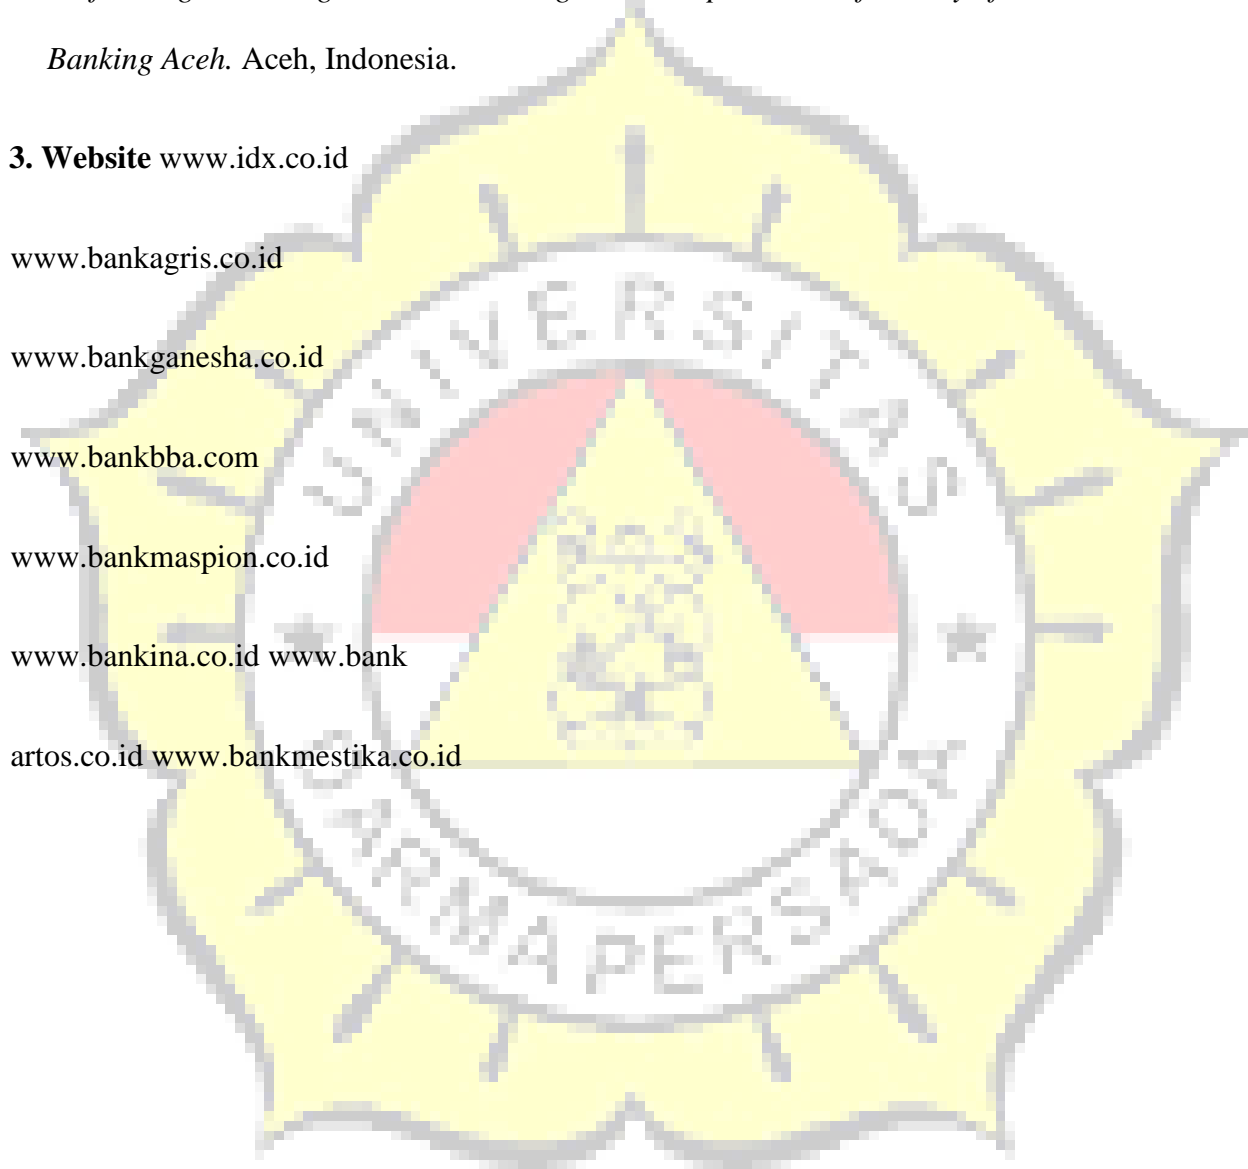 Banking Aceh. Aceh, Indonesia.
3. Website www.idx.co.id
www.bankagris.co.id
www.bankganesha.co.id
www.bankbba.com
www.bankmaspion.co.id
www.bankina.co.id www.bank
artos.co.id www.bankmestika.co.id
UNIVERSITAS
DARMA PERSADA